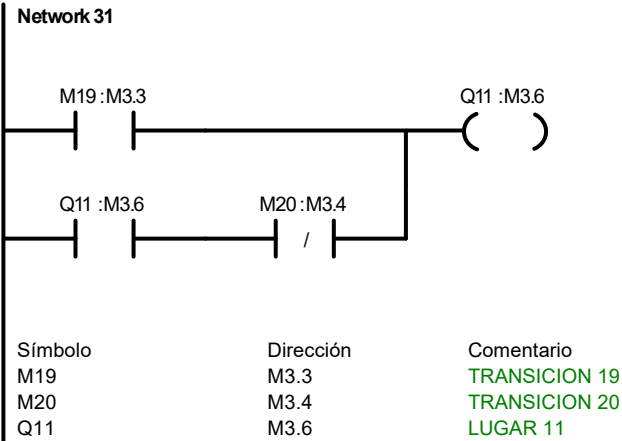 Network 31
M19:M3.3 Q11:M3.6
Q11:M3.6 M20:M3.4
/
Símbolo Dirección Comentario
M19 M3.3 TRANSICION 19
M20 M3.4 TRANSICION 20
Q11 M3.6 LUGAR 11